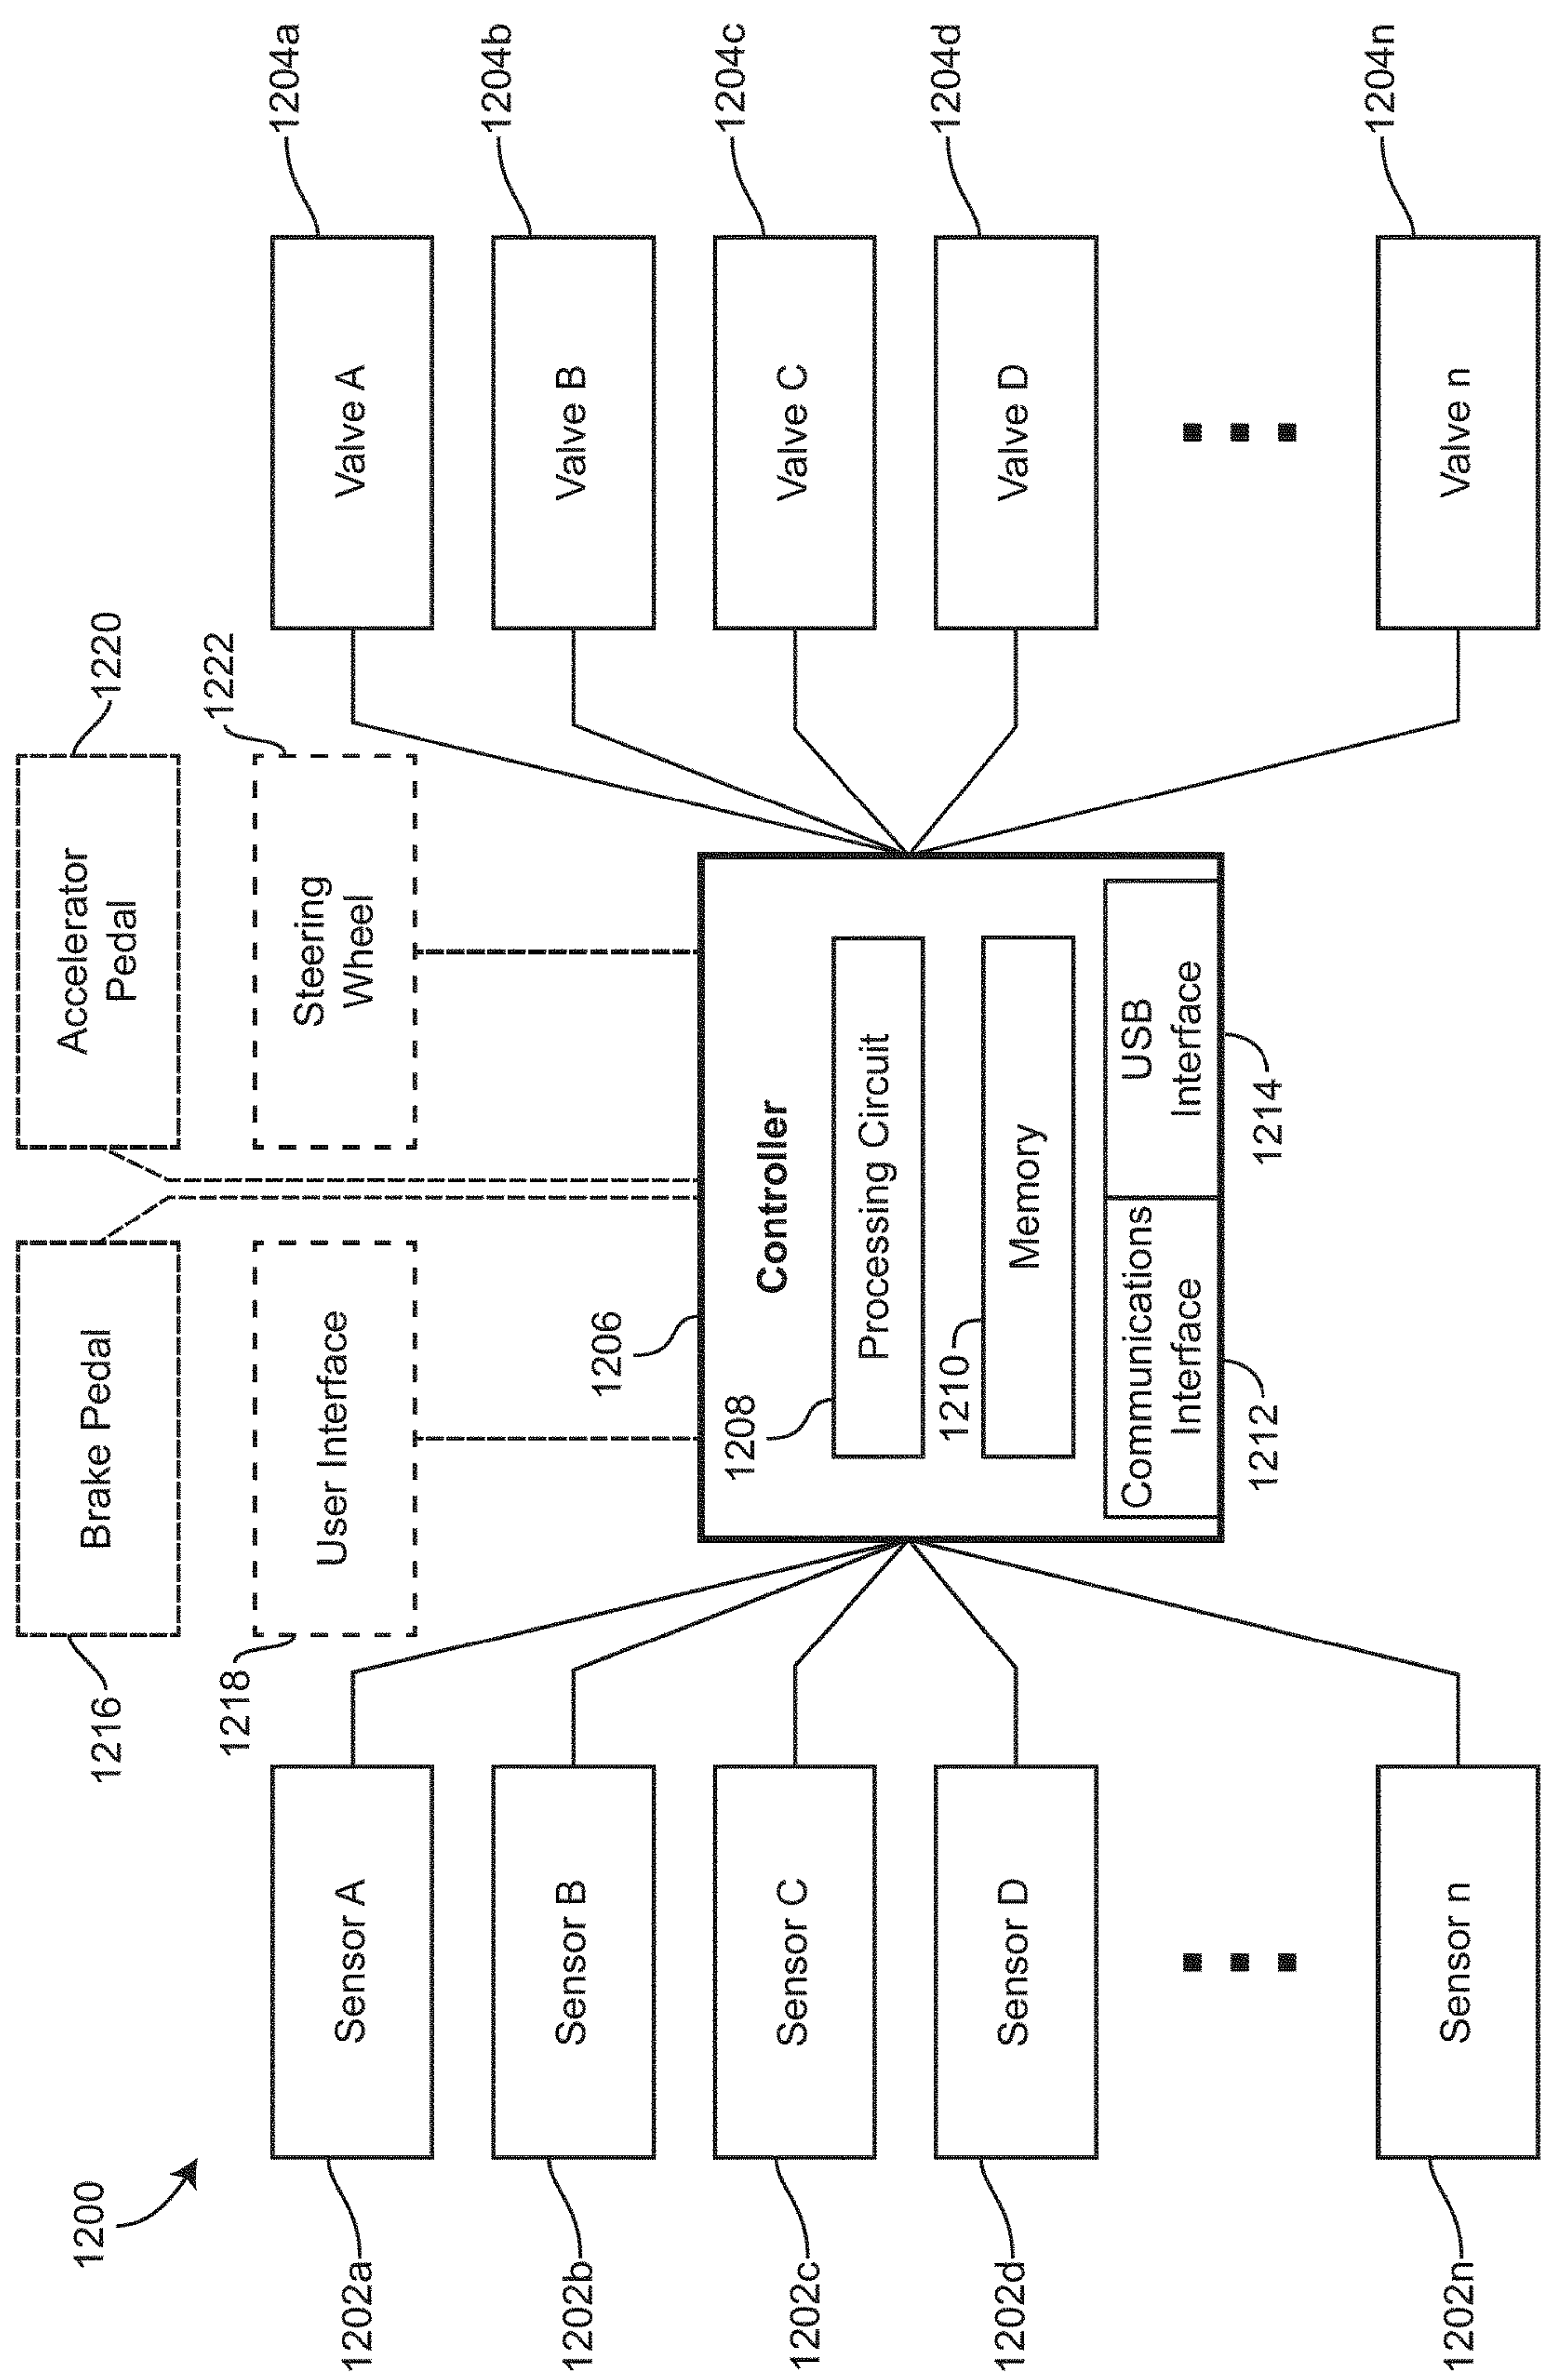 1200
Brake Pedal
1216
Accelerator
Pedal
1220
User Interface
1218
Steering
Wheel
1222
1202a
Sensor A
1202b
Sensor B
1202c
Sensor C
1202d
Sensor D
1202n
Sensor n
1206
Controller
1208
Processing Circuit
1210
Memory
Communications
Interface
1212
USB
Interface
1214
Valve A
1204a
Valve B
1204b
Valve C
1204c
Valve D
1204d
Valve n
1204n